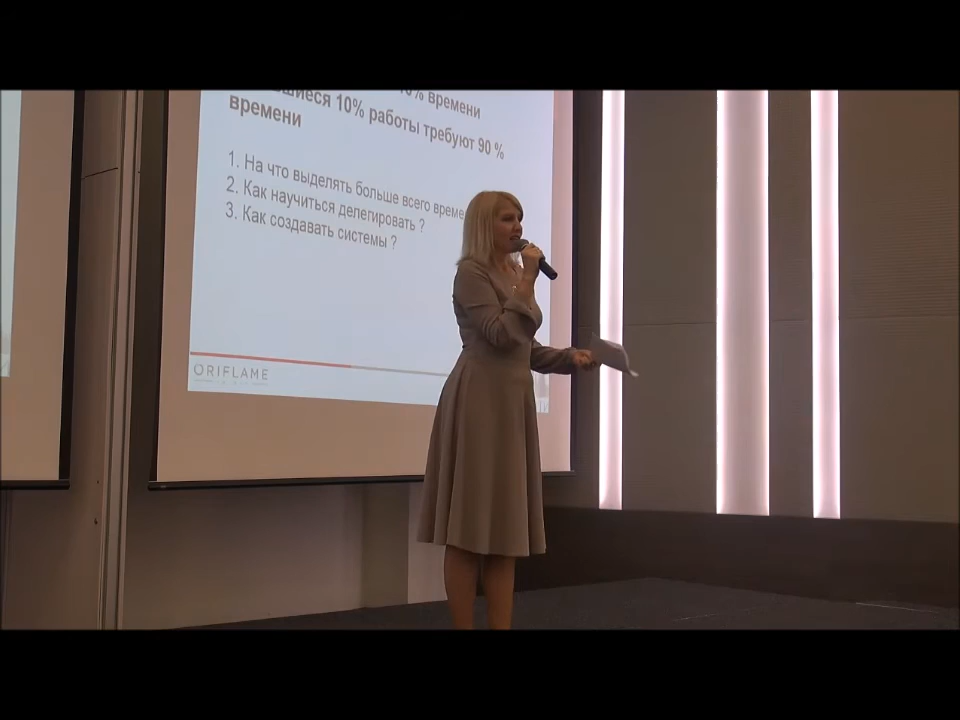 10% времени
10% работы требуют 90 %
времени
1. На что выделять больше всего
2. Как научиться делегировать ?
3. Как создавать системы ?
ORIFLAME